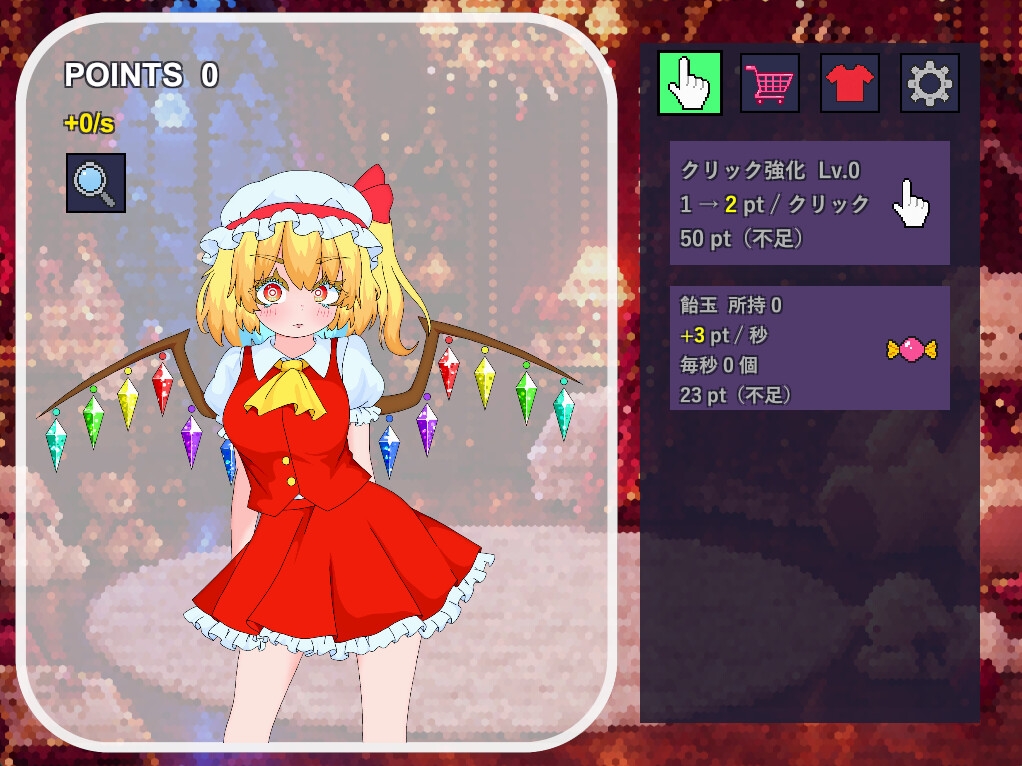 POINTS 0
+0/s
クリック強化 Lv.0
1 → 2 pt / クリック
50 pt（不足）
飴玉 所持 0
+3 pt / 秒
毎秒 0 個
23 pt（不足）